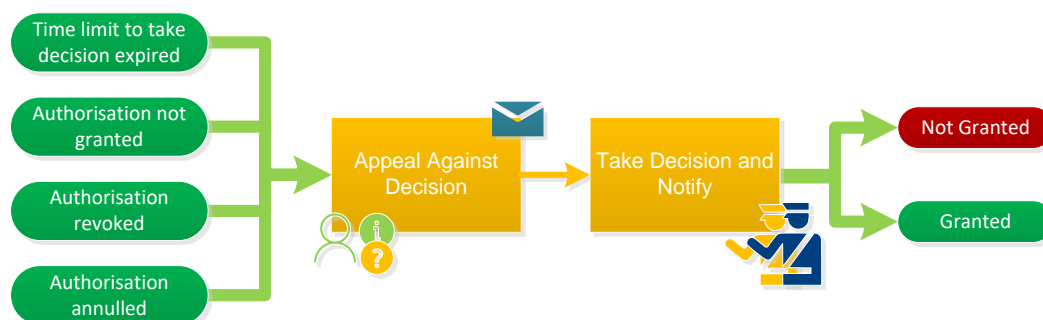 Time limit to take
decision expired
Authorisation not
granted
Authorisation
revoked
Authorisation
annulled
Appeal Against
Decision
i
?
Take Decision and
Notify
Not Granted
Granted